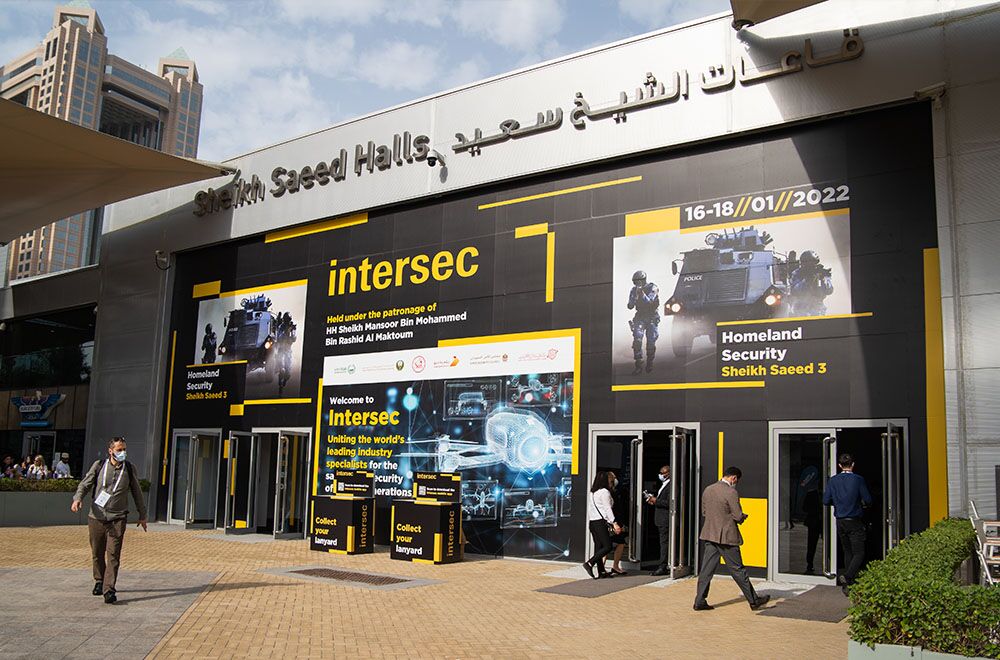 Sheikh Saeed Halls قاعات الشيخ سعيد
16-18//01//2022
intersec
Held under the patronage of
HH Sheikh Mansoor Bin Mohammed
Bin Rashid Al Maktoum
POLICE
Homeland
Security
Sheikh Saeed 3
Homeland
Security
Sheikh Saeed 3
Welcome to
Intersec
Uniting the world's
leading industry
specialists for the
intersec
intersec
Collect
your
lanyard
intersec
Collect
your
lanyard
intersec